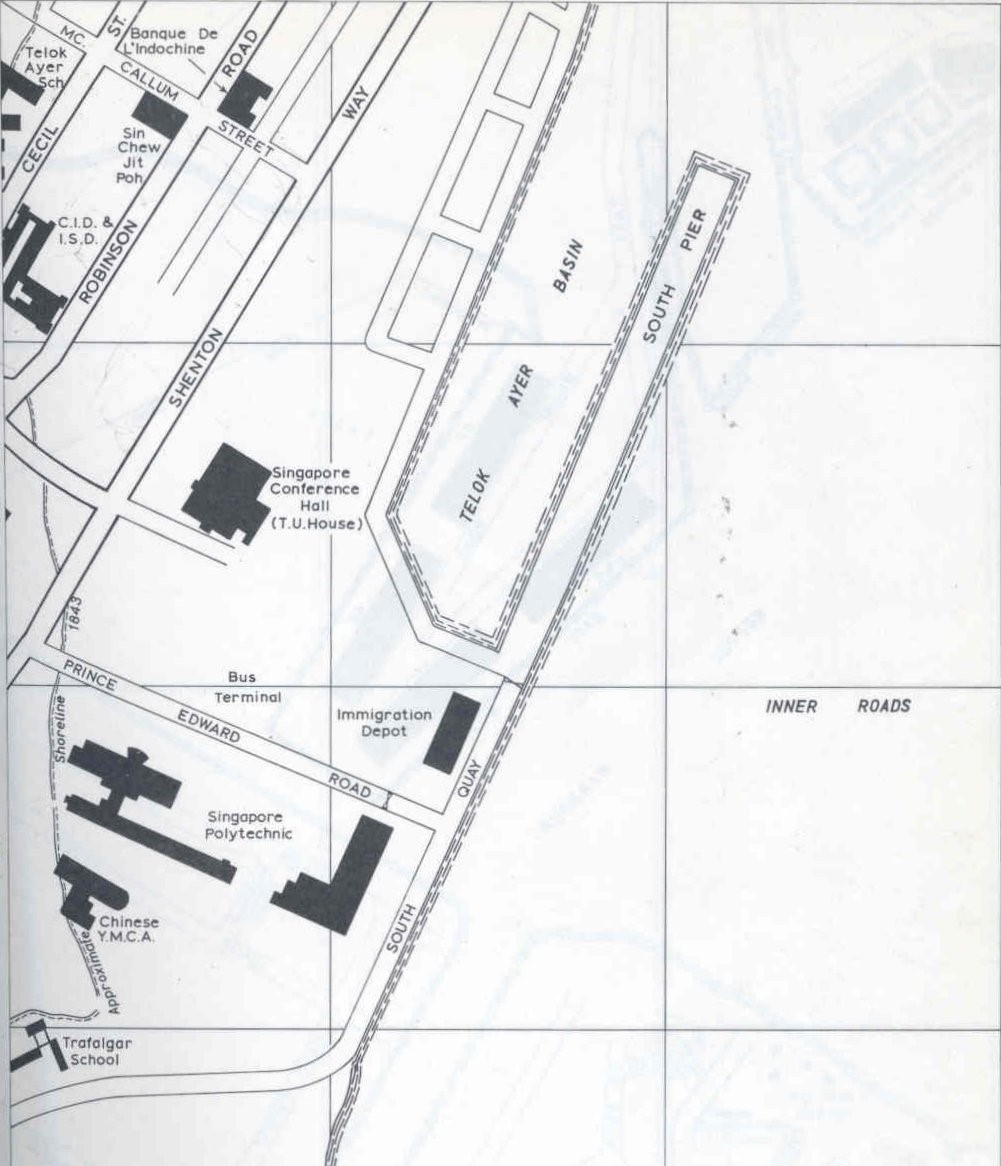 MC.
CALLUM
STREET
ST.
CECIL
Banque De
L'Indochine
ROAD
ROBINSON
Telok
Ayer
Sch
Sin
Chew
Jit
Poh
C.I.D. &
I.S.D.
WAY
SHENTON
BASIN
AYER
TELOK
SOUTH PIER
Singapore
Conference
Hall
(T.U.House)
1843
Shoreline
Approximate
PRINCE
EDWARD
ROAD
Bus
Terminal
Immigration
Depot
INNER ROADS
QUAY
SOUTH
Singapore
Polytechnic
Chinese
Y.M.C.A.
Trafalgar
School